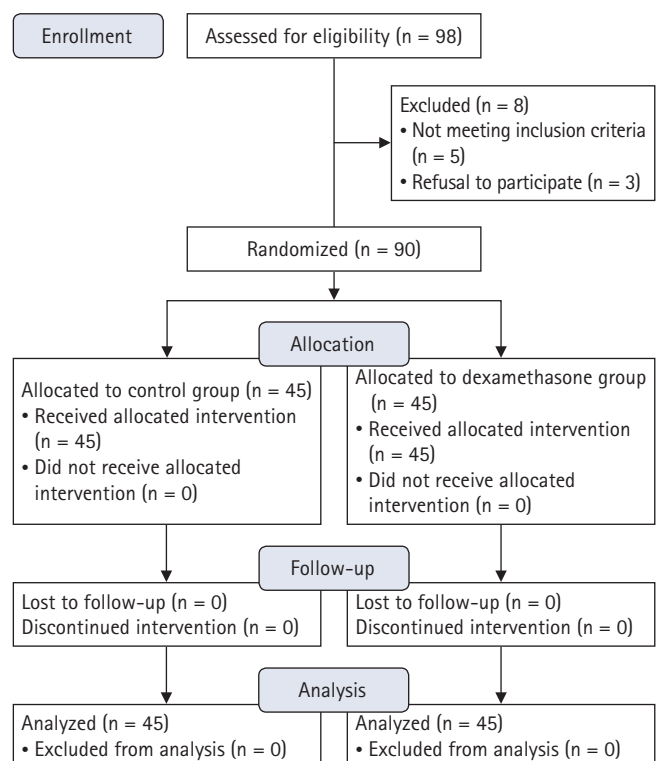 Enrollment
Assessed for eligibility (n = 98)
Excluded (n = 8)
• Not meeting inclusion criteria
(n = 5)
• Refusal to participate (n = 3)
Randomized (n = 90)
Allocation
Allocated to control group (n = 45)
• Received allocated intervention
(n = 45)
• Did not receive allocated
intervention (n = 0)
Allocated to dexamethasone group
(n = 45)
• Received allocated intervention
(n = 45)
• Did not receive allocated
intervention (n = 0)
Follow-up
Lost to follow-up (n = 0)
Discontinued intervention (n = 0)
Lost to follow-up (n = 0)
Discontinued intervention (n = 0)
Analysis
Analyzed (n = 45)
• Excluded from analysis (n = 0)
Analyzed (n = 45)
• Excluded from analysis (n = 0)